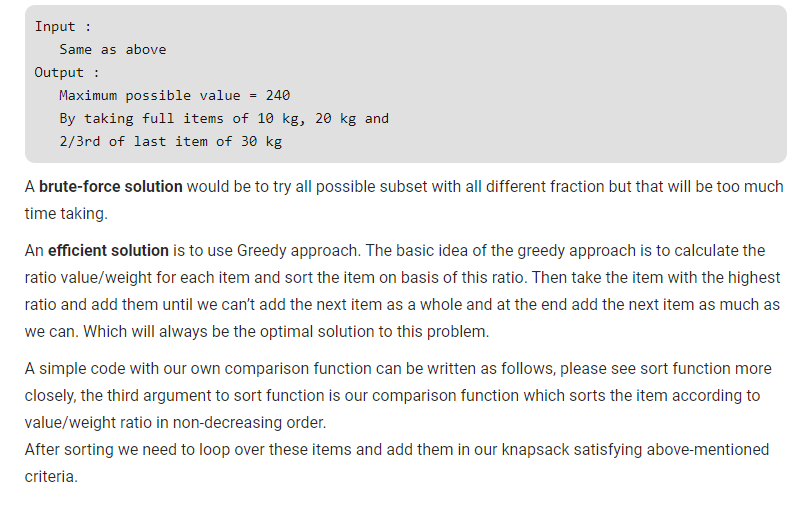 Input :
Same as above
Output :
Maximum possible value = 240
By taking full items of 10 kg, 20 kg and
2/3rd of last item of 30 kg
A brute-force solution would be to try all possible subset with all different fraction but that will be too much
time taking.
An efficient solution is to use Greedy approach. The basic idea of the greedy approach is to calculate the
ratio value/weight for each item and sort the item on basis of this ratio. Then take the item with the highest
ratio and add them until we can’t add the next item as a whole and at the end add the next item as much as
we can. Which will always be the optimal solution to this problem.
A simple code with our own comparison function can be written as follows, please see sort function more
closely, the third argument to sort function is our comparison function which sorts the item according to
value/weight ratio in non-decreasing order.
After sorting we need to loop over these items and add them in our knapsack satisfying above-mentioned
criteria.